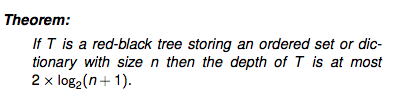 Theorem:
If T is a red-black tree storing an ordered set or dic-
tionary with size n then the depth of T is at most
2 × log₂(n + 1).